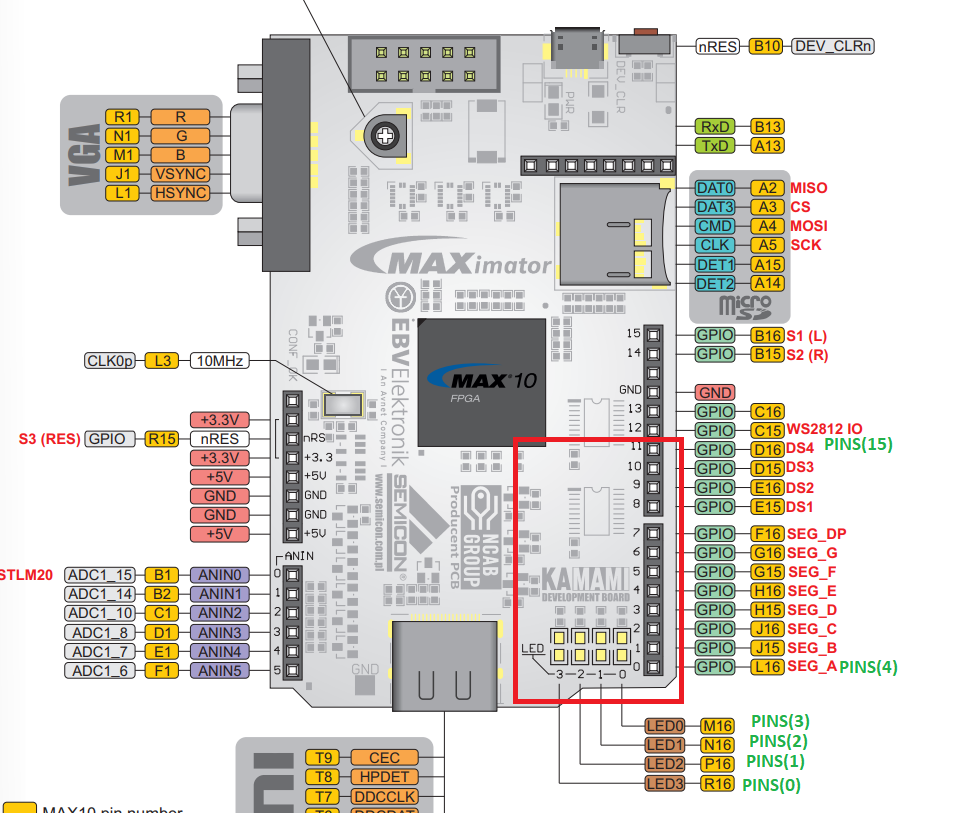 nRES B10 DEV_CLRn
DEV_CLR
PWR
VGA
R1 R
N1 G
M1 B
J1 VSYNC
L1 HSYNC
RxD B13
TxD A13
DAT0 A2 MISO
DAT3 A3 CS
CMD A4 MOSI
CLK A5 SCK
DET1 A15
DET2 A14
micro SD
MAXimator
EBVElektronik
I An Avnet Company I
CLK0p L3 10MHz
MAX 10
FPGA
15 GPIO B16 S1 (L)
14 GPIO B15 S2 (R)
GND GND
13 GPIO C16
12 GPIO C15 WS2812 IO
11 GPIO D16 DS4 PINS(15)
10 GPIO D15 DS3
9 GPIO E16 DS2
8 GPIO E15 DS1
7 GPIO F16 SEG_DP
6 GPIO G16 SEG_G
5 GPIO G15 SEG_F
4 GPIO H16 SEG_E
3 GPIO H15 SEG_D
2 GPIO J16 SEG_C
1 GPIO J15 SEG_B
0 GPIO L16 SEG_A PINS(4)
+3.3V
S3 (RES) GPIO R15 nRES nRS
+3.3V +3.3
+5V +5V
GND GND
GND GND
+5V +5V
www.semicon.com.pl
SEMICON®
Producent PCB
NCAB GROUP
KAMAMI
DEVELOPMENT BOARD
ANIN
STLM20 ADC1_15 B1 ANIN0 0
ADC1_14 B2 ANIN1 1
ADC1_10 C1 ANIN2 2
ADC1_8 D1 ANIN3 3
ADC1_7 E1 ANIN4 4
ADC1_6 F1 ANIN5 5
GND
LED
3 2 1 0
LED0 M16 PINS(3)
LED1 N16 PINS(2)
LED2 P16 PINS(1)
LED3 R16 PINS(0)
T9 CEC
T8 HPDET
T7 DDCCLK
MAX10 pin number